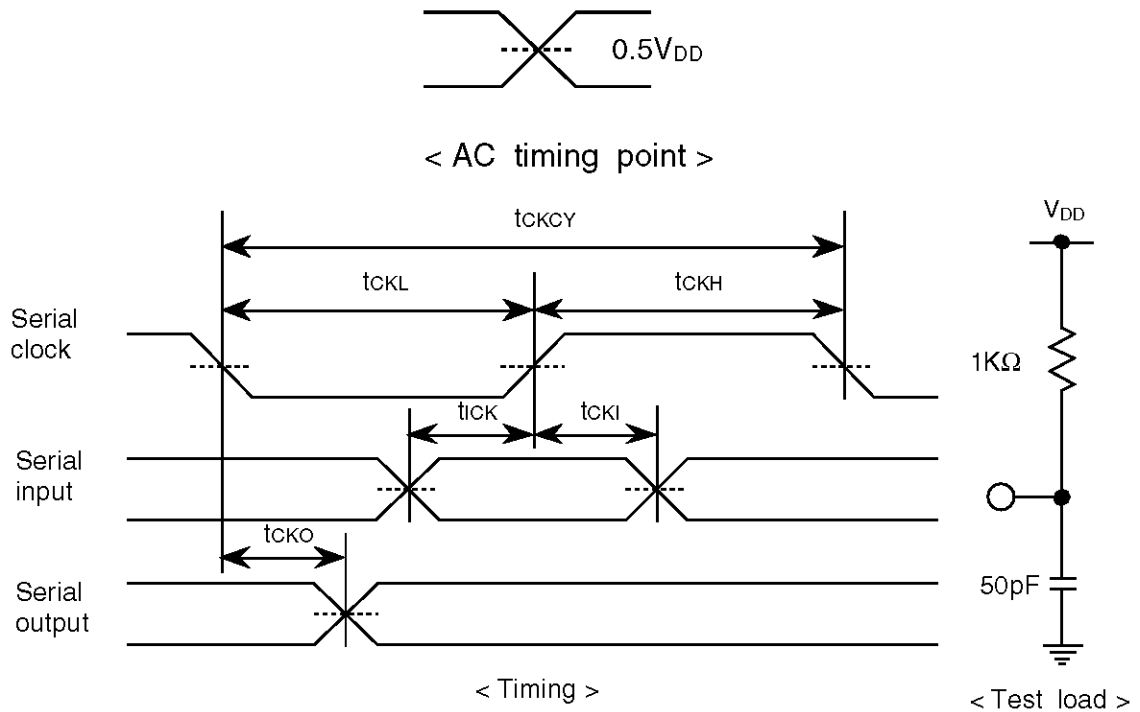 0.5VDD
< AC timing point >
tCKCY
VDD
tCKL
tCKH
Serial
clock
1KΩ
tICK
tCKI
Serial
input
tCKO
Serial
output
50pF
< Timing >
< Test load >